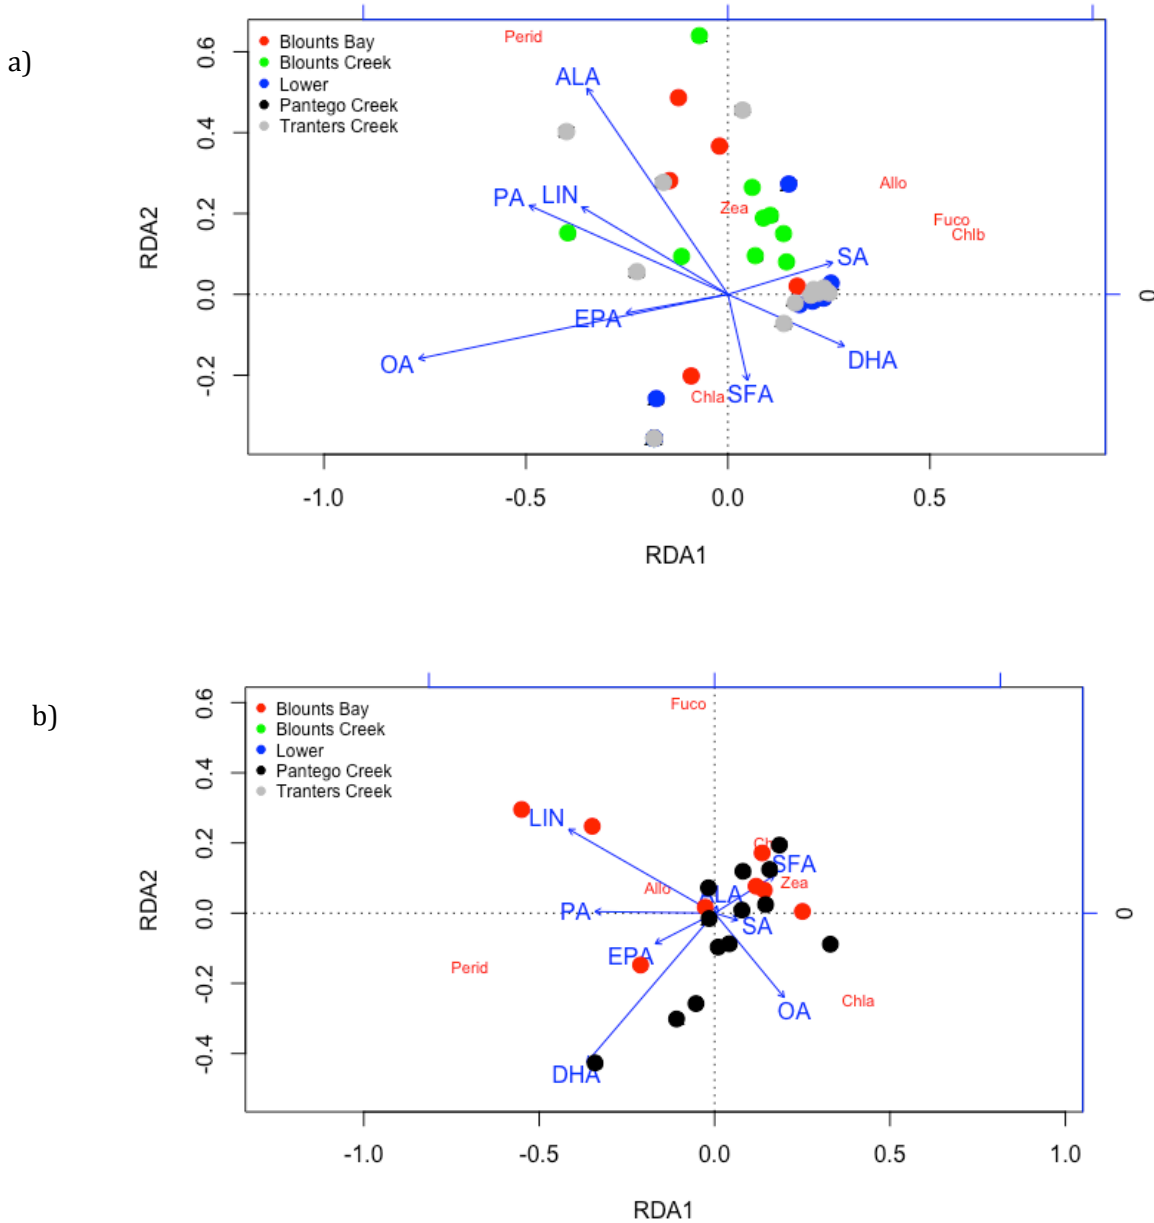 a)
Blounts Bay
Blounts Creek
Lower
Pantego Creek
Tranters Creek
Perid
ALA
PA
LIN
Allo
Zea
Fuco
Chlb
SA
EPA
OA
DHA
Chla
SFA
0.6
0.4
0.2
0.0
-0.2
RDA2
0
-1.0
-0.5
0.0
0.5
RDA1
b)
Blounts Bay
Blounts Creek
Lower
Pantego Creek
Tranters Creek
Fuco
LIN
SFA
Allo
Zea
PA
SA
EPA
Perid
OA
Chla
DHA
0.6
0.4
0.2
0.0
-0.2
-0.4
RDA2
0
-1.0
-0.5
0.0
0.5
1.0
RDA1